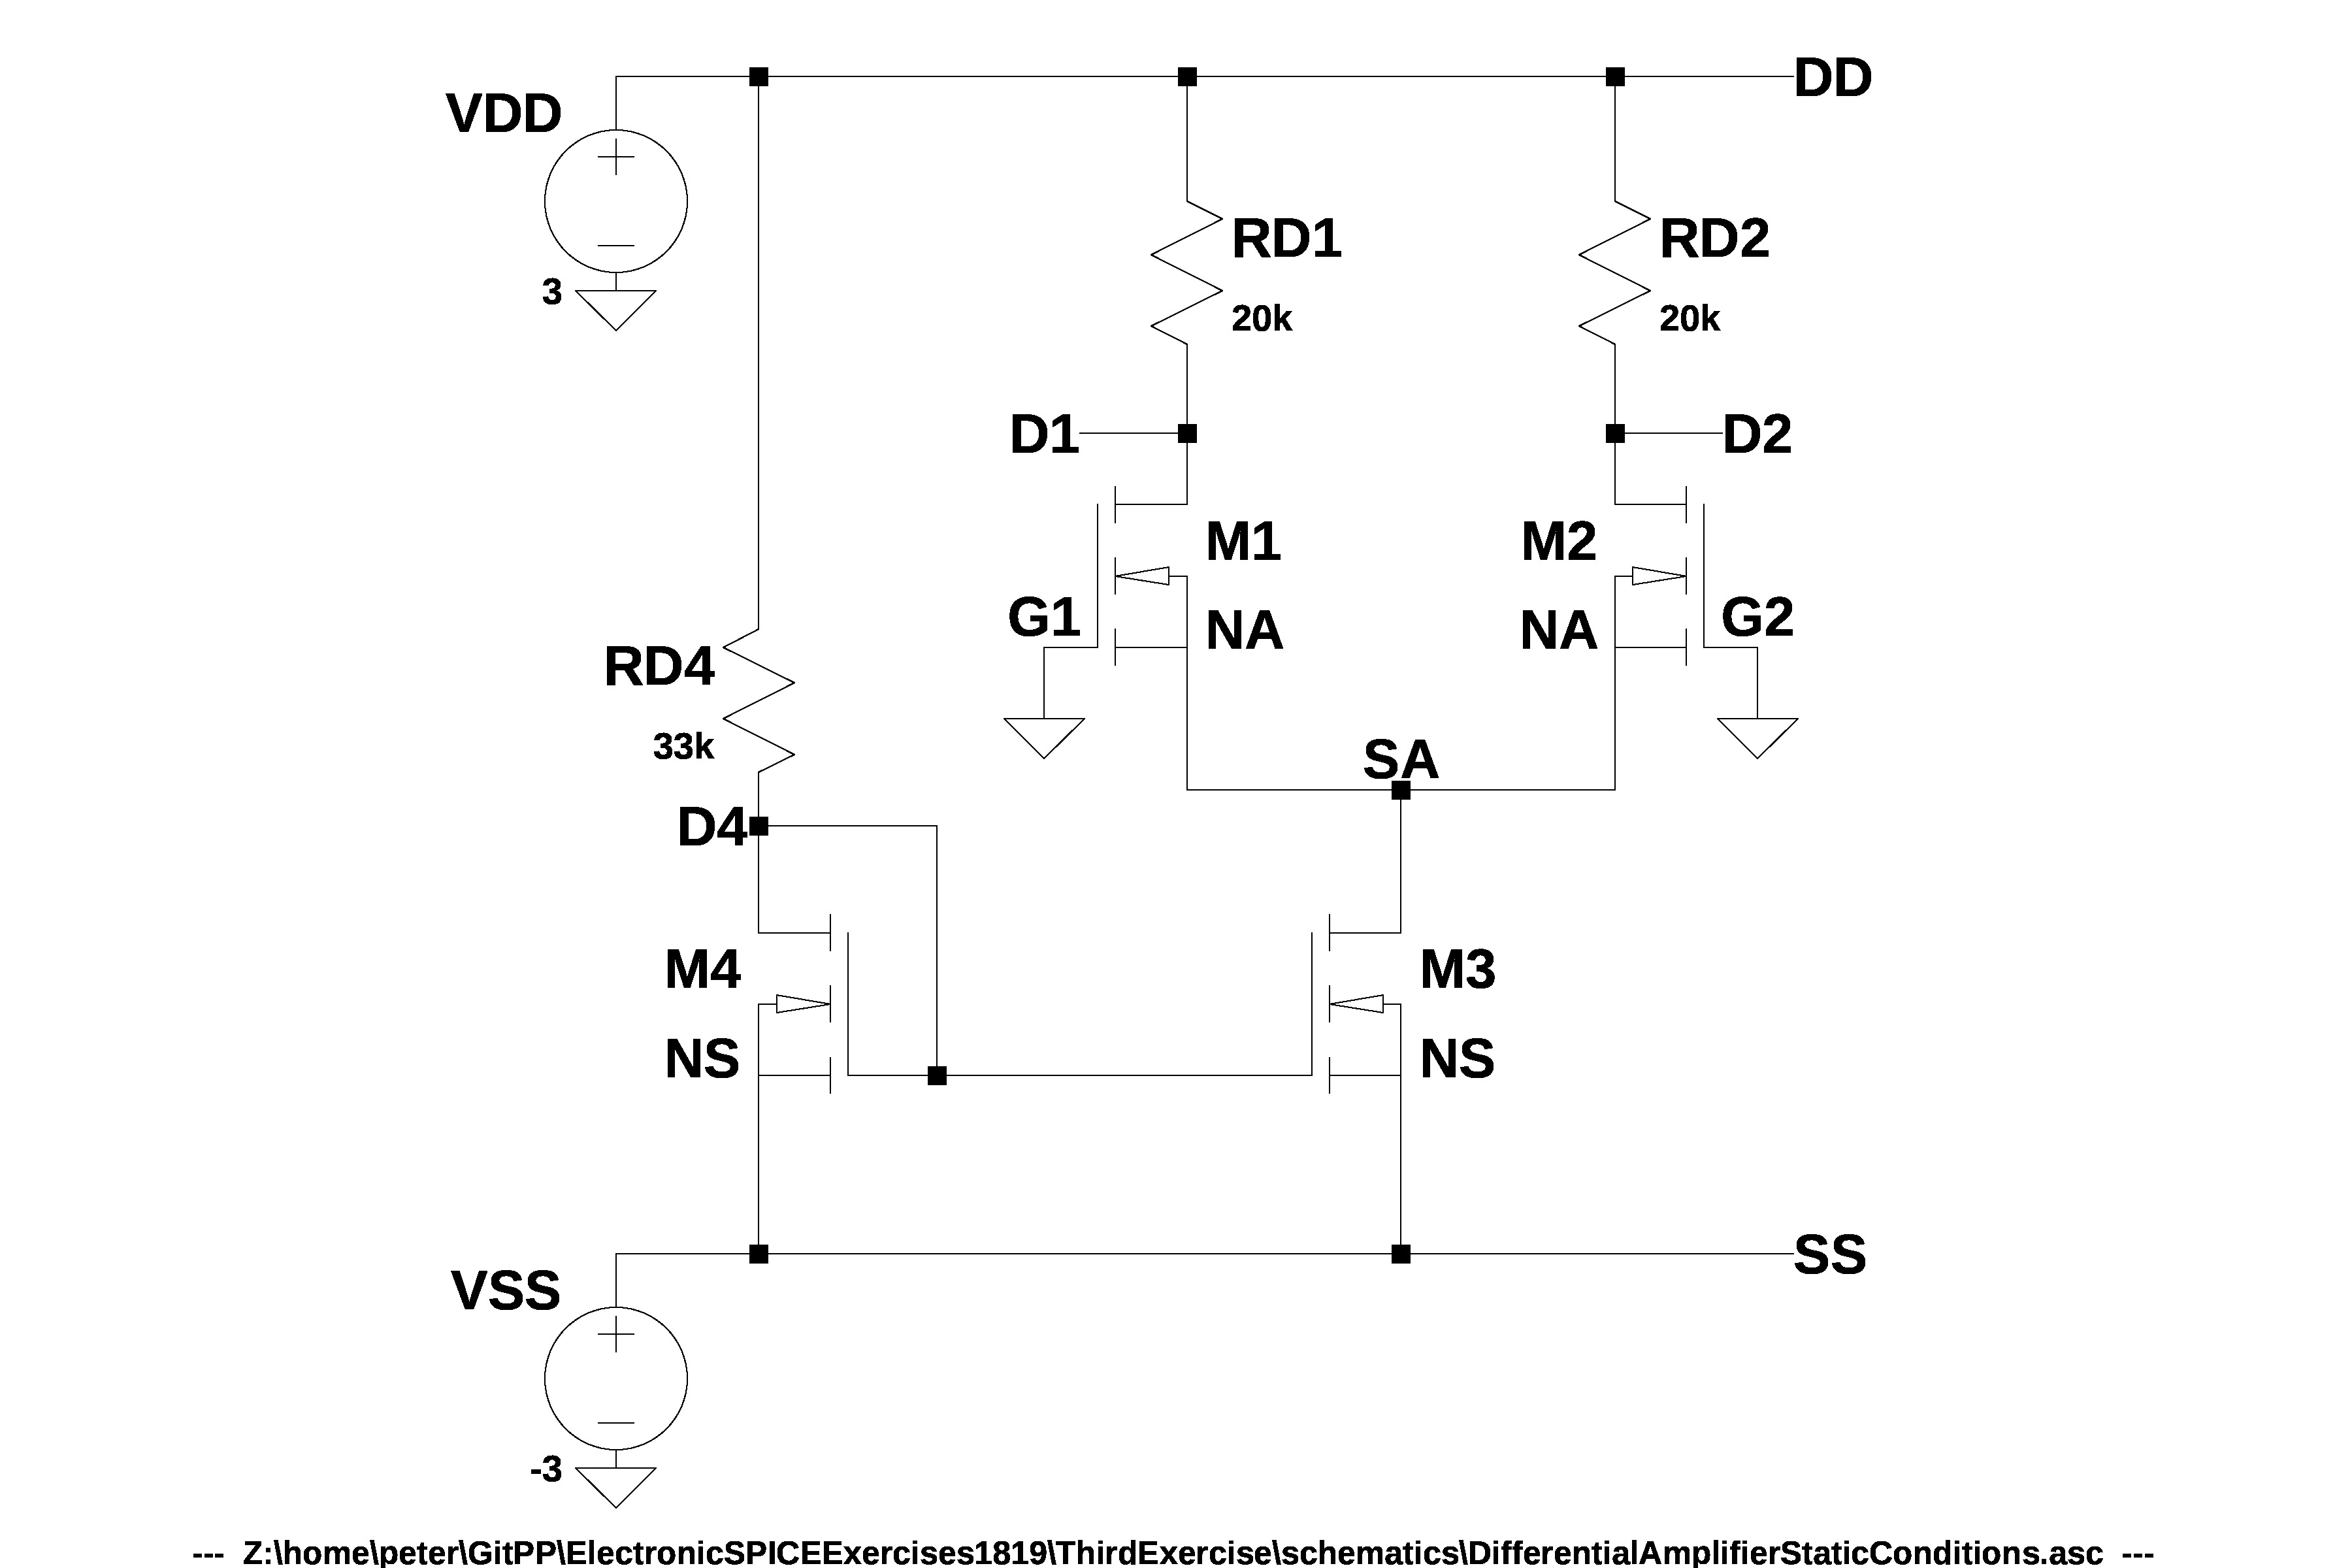 DD
VDD
3
RD1
20k
RD2
20k
D1
D2
M1
NA
G1
M2
NA
G2
RD4
33k
SA
D4
M4
NS
M3
NS
SS
VSS
-3
--- Z:\home\peter\GitPP\ElectronicSPICEExercises1819\ThirdExercise\schematics\DifferentialAmplifierStaticConditions.asc ---